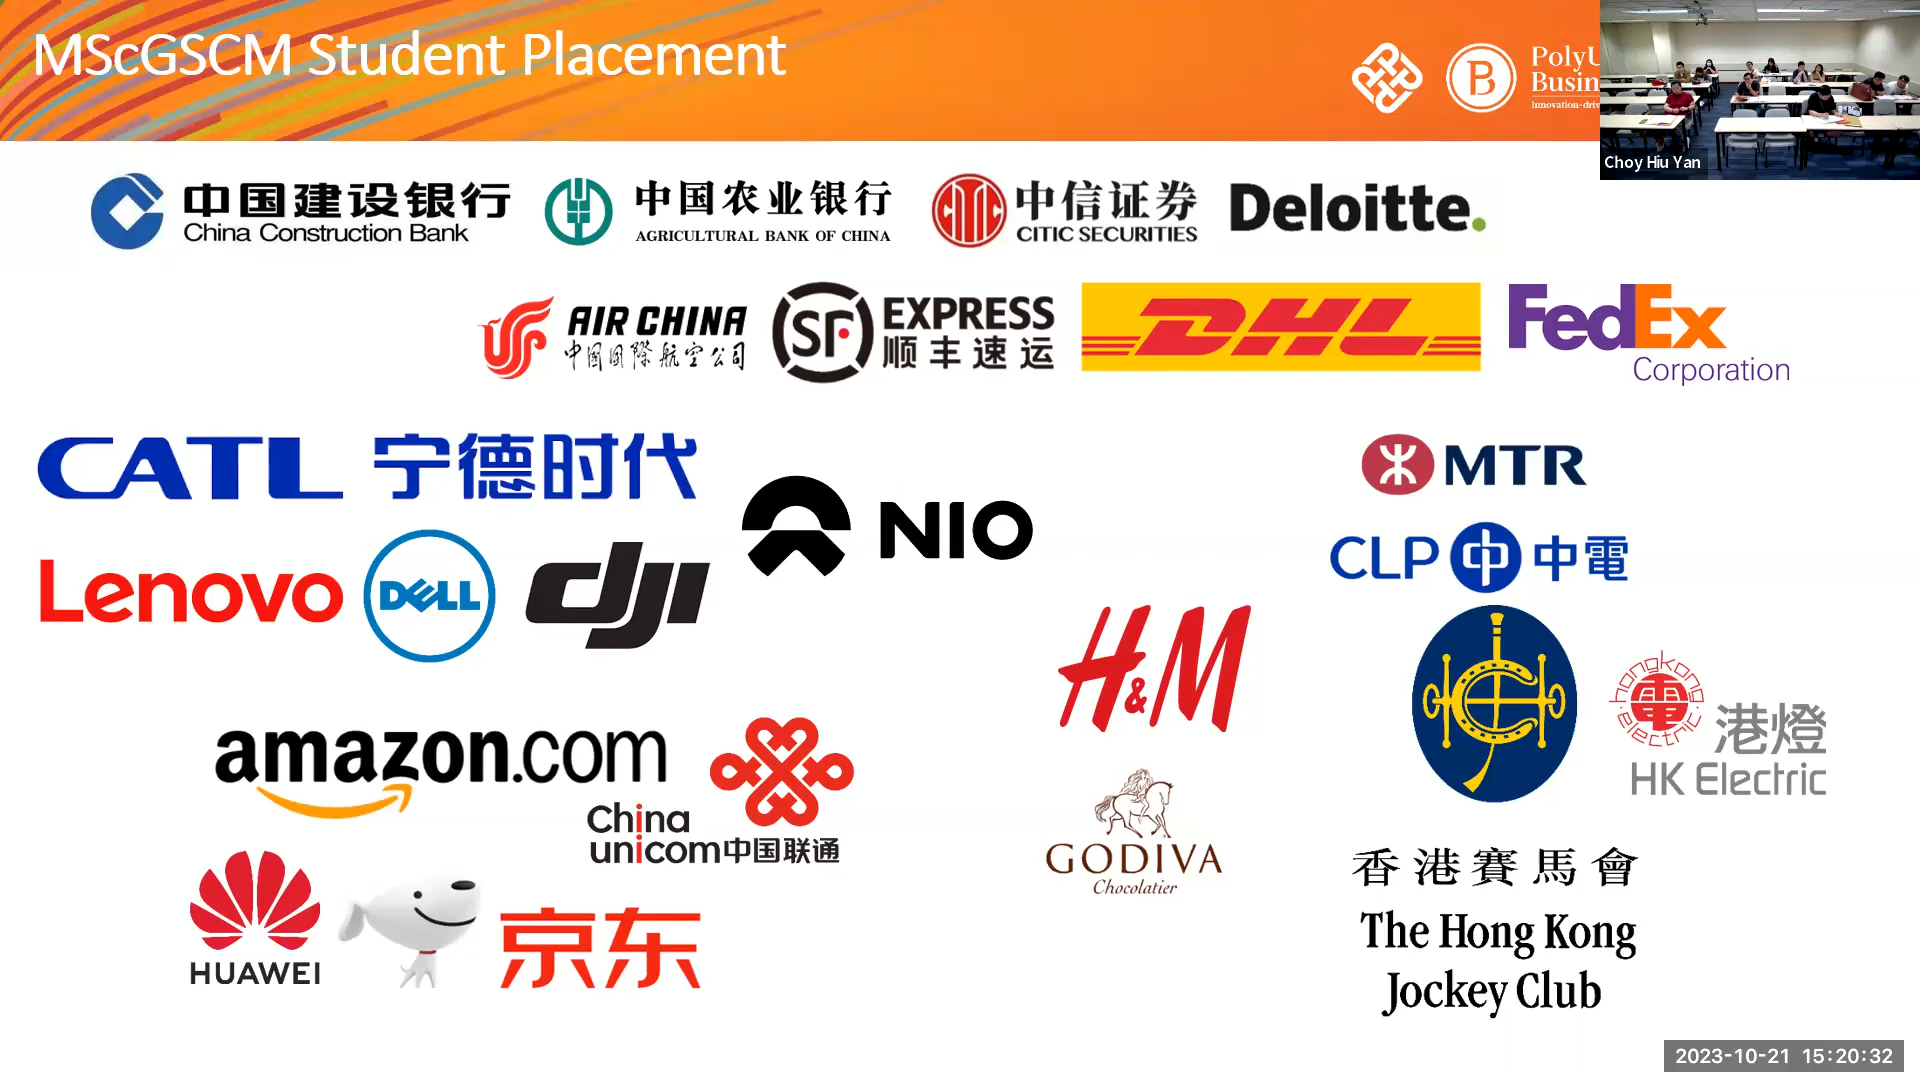 MScGSCM Student Placement
PolyU
Busin
Innovation-driv
Choy Hiu Yan
中国建设银行
China Construction Bank
中国农业银行
AGRICULTURAL BANK OF CHINA
中信证券
CITIC SECURITIES
Deloitte.
AIR CHINA
中国国際航空公司
SF
EXPRESS
顺丰速运
DHL
FedEx
Corporation
CATL 宁德时代
NIO
MTR
Lenovo
DELL
dji
CLP 中電
H&M
amazon.com
China
unicom中国联通
hongkong
電
electric
港燈
HK Electric
GODIVA
Chocolatier
HUAWEI
京东
香港賽馬會
The Hong Kong
Jockey Club
2023-10-21 15:20:32